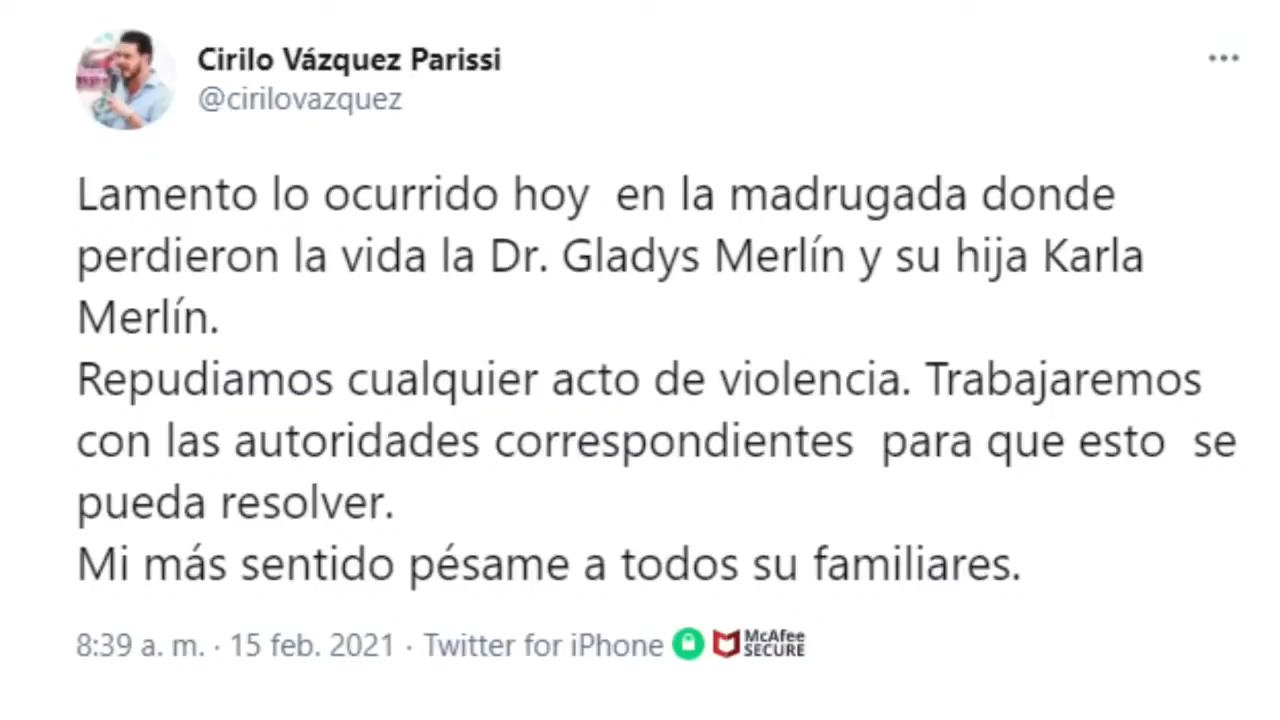 Cirilo Vázquez Parissi
@cirilovazquez
Lamento lo ocurrido hoy  en la madrugada donde
perdieron la vida la Dr. Gladys Merlín y su hija Karla
Merlín.
Repudiamos cualquier acto de violencia. Trabajaremos
con las autoridades correspondientes  para que esto  se
pueda resolver.
Mi más sentido pésame a todos su familiares.
8:39 a. m. · 15 feb. 2021 · Twitter for iPhone McAfee
SECURE